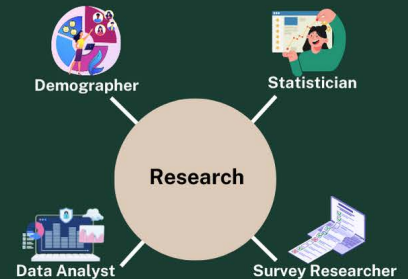 Demographer
Statistician
Research
Data Analyst
Survey Researcher